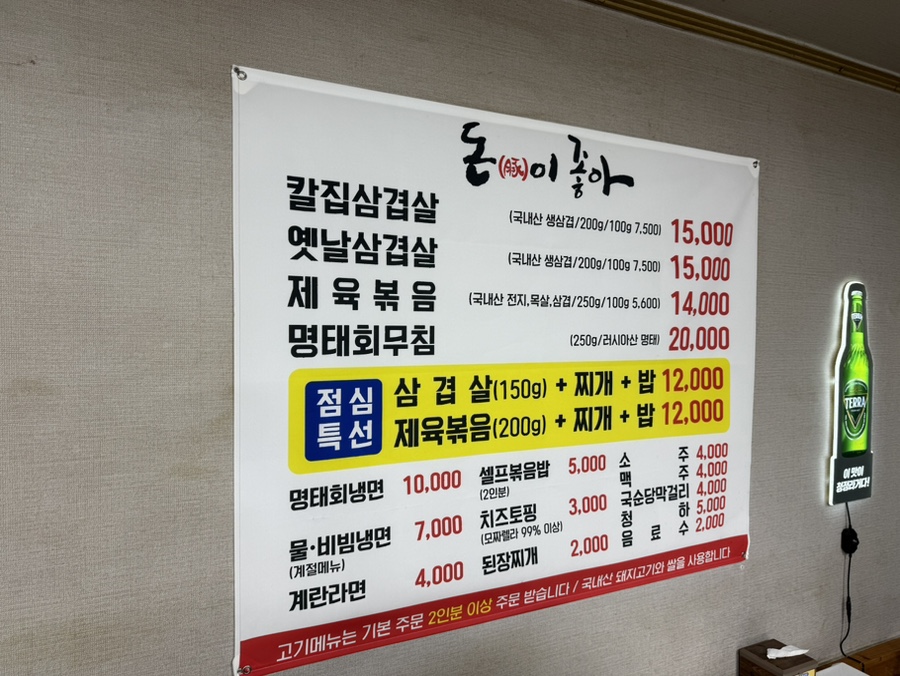 돈(豚)이 좋아
칼집삼겹살 (국내산 생삼겹/200g/100g 7,500) 15,000
옛날삼겹살 (국내산 생삼겹/200g/100g 7,500) 15,000
제육볶음 (국내산 전지,목살,삼겹/250g/100g 5.600) 14,000
명태회무침 (250g/러시아산 명태) 20,000
점심특선
삼겹살(150g) + 찌개 + 밥 12,000
제육볶음(200g) + 찌개 + 밥 12,000
명태회냉면 10,000
물·비빔냉면 7,000
(계절메뉴)
계란라면 4,000
셀프볶음밥 5,000
(2인분)
치즈토핑 3,000
(모짜렐라 99% 이상)
된장찌개 2,000
소주 4,000
맥주 4,000
국순당막걸리 4,000
청하 5,000
음료수 2,000
고기메뉴는 기본 주문 2인분 이상 주문 받습니다 / 국내산 돼지고기와 쌀을 사용합니다
TERRA
이 맛이
청정라거다!